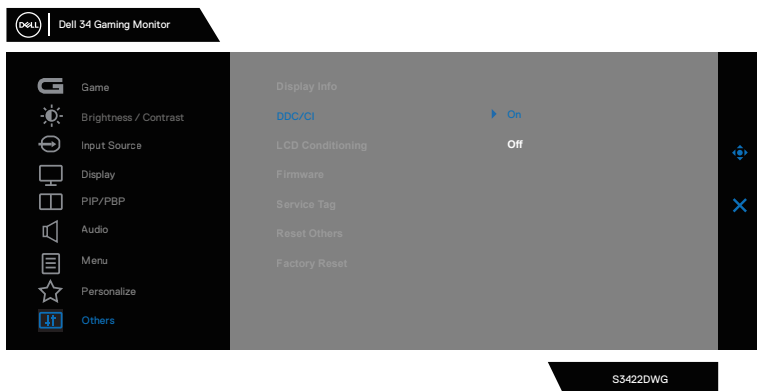 DELL
Dell 34 Gaming Monitor
Game
Brightness / Contrast
Input Source
Display
PIP/PBP
Audio
Menu
Personalize
Others
Display Info
DDC/CI
On
Off
LCD Conditioning
Firmware
Service Tag
Reset Others
Factory Reset
S3422DWG